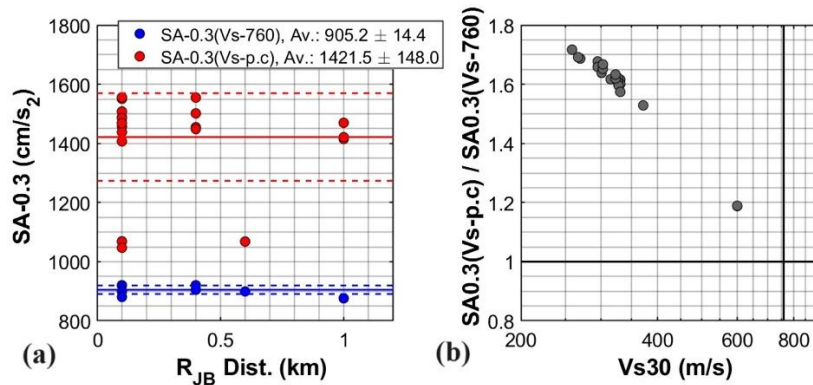 SA-0.3(Vs-760), Av.: 905.2 ± 14.4
SA-0.3(Vs-p.c), Av.: 1421.5 ± 148.0
1800
1600
1400
1200
1000
800
SA-0.3 (cm/s₂)
0
0.5
1
R_JB Dist. (km)
(a)
1.8
1.6
1.4
1.2
1
0.8
SA0.3(Vs-p.c) / SA0.3(Vs-760)
200
400
600
800
Vs30 (m/s)
(b)